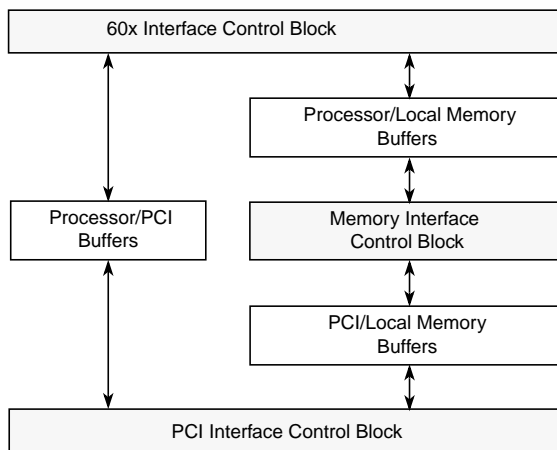 60x Interface Control Block
Processor/Local Memory
Buffers
Processor/PCI
Buffers
Memory Interface
Control Block
PCI/Local Memory
Buffers
PCI Interface Control Block